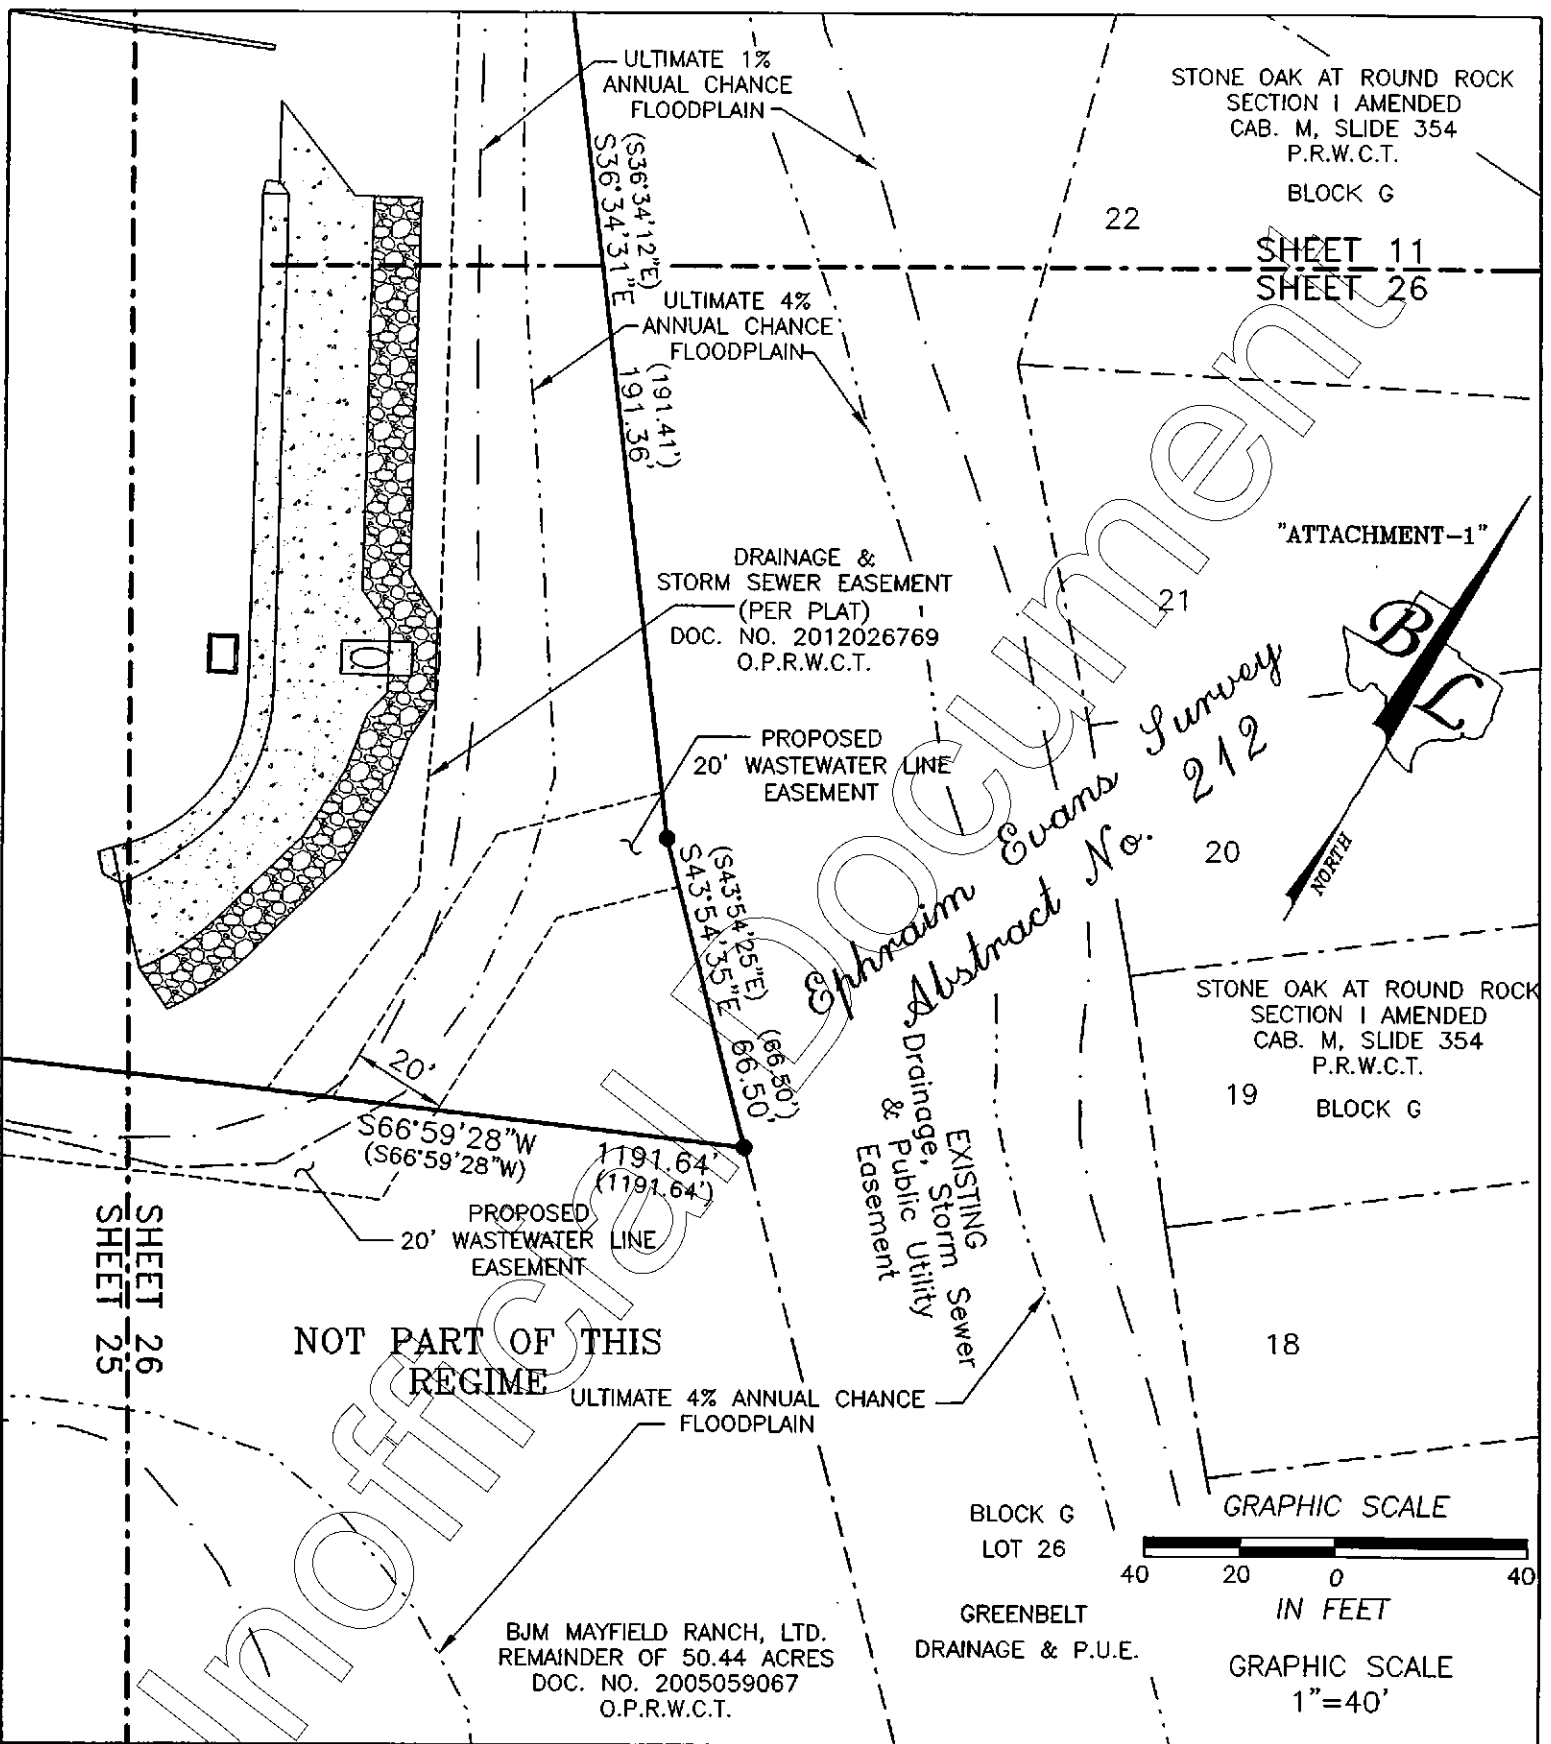 ULTIMATE 1%
ANNUAL CHANCE
FLOODPLAIN
STONE OAK AT ROUND ROCK
SECTION I AMENDED
CAB. M, SLIDE 354
P.R.W.C.T.
BLOCK G
22
SHEET 11
SHEET 26
(S36°34'12"E)
S36°34'31"E
(191.41')
191.36'
ULTIMATE 4%
ANNUAL CHANCE
FLOODPLAIN
"ATTACHMENT-1"
21
DRAINAGE &
STORM SEWER EASEMENT
(PER PLAT)
DOC. NO. 2012026769
O.P.R.W.C.T.
B
L
NORTH
PROPOSED
20' WASTEWATER LINE
EASEMENT
Ephraim Evans Survey
Abstract No. 212
20
(S43°54'25"E)
S43°54'35"E
(66.50')
66.50'
STONE OAK AT ROUND ROCK
SECTION I AMENDED
CAB. M, SLIDE 354
P.R.W.C.T.
19
BLOCK G
20'
S66°59'28"W
(S66°59'28"W)
1191.64'
(1191.64')
EXISTING
Drainage, Storm Sewer
& Public Utility
Easement
PROPOSED
20' WASTEWATER LINE
EASEMENT
SHEET 26
SHEET 25
NOT PART OF THIS
REGIME
18
ULTIMATE 4% ANNUAL CHANCE
FLOODPLAIN
BLOCK G
LOT 26
GRAPHIC SCALE
40 20 0 40
IN FEET
GREENBELT
DRAINAGE & P.U.E.
GRAPHIC SCALE
1"=40'
BJM MAYFIELD RANCH, LTD.
REMAINDER OF 50.44 ACRES
DOC. NO. 2005059067
O.P.R.W.C.T.
Unofficial Document